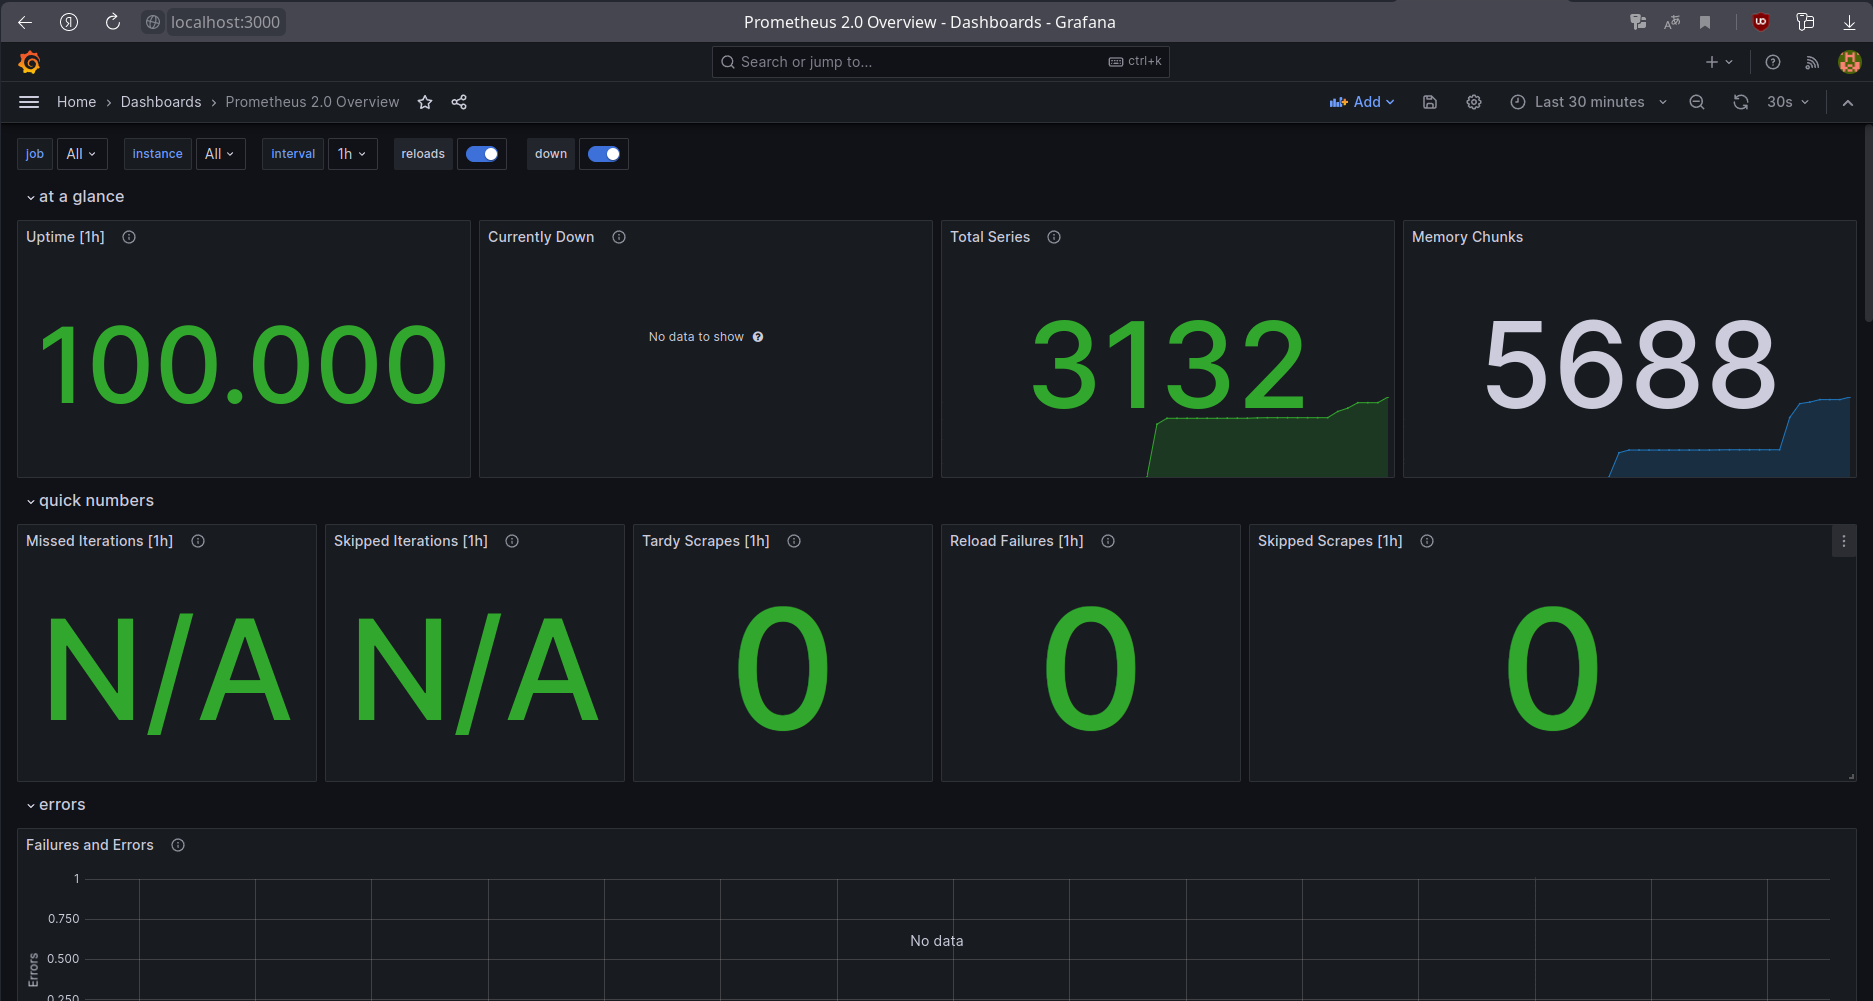 localhost:3000
Prometheus 2.0 Overview - Dashboards - Grafana
Search or jump to...
ctrl+k
Home › Dashboards › Prometheus 2.0 Overview
Add
Last 30 minutes
30s
job All
instance All
interval 1h
reloads
down
at a glance
Uptime [1h]
100.000
Currently Down
No data to show
Total Series
3132
Memory Chunks
5688
quick numbers
Missed Iterations [1h]
N/A
Skipped Iterations [1h]
N/A
Tardy Scrapes [1h]
0
Reload Failures [1h]
0
Skipped Scrapes [1h]
0
errors
Failures and Errors
1
0.750
0.500
0.250
Errors
No data